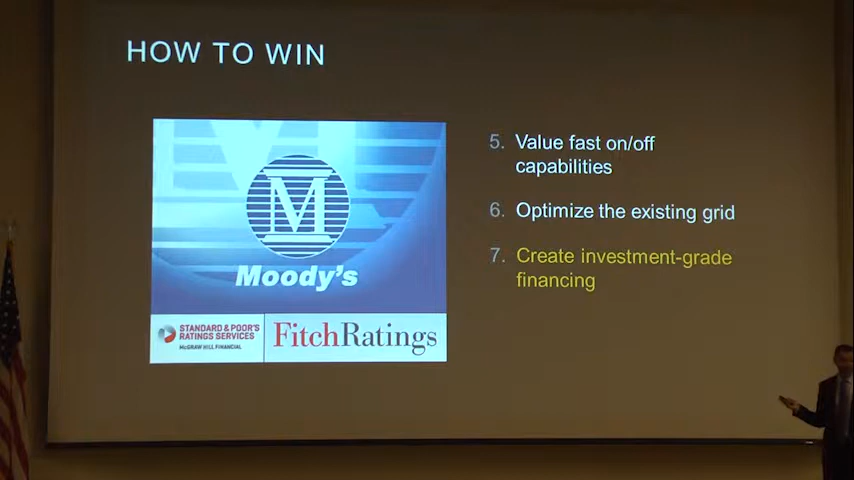 HOW TO WIN
M
Moody's
STANDARD & POOR'S
RATINGS SERVICES
McGRAW HILL FINANCIAL
FitchRatings
5. Value fast on/off
capabilities
6. Optimize the existing grid
7. Create investment-grade
financing